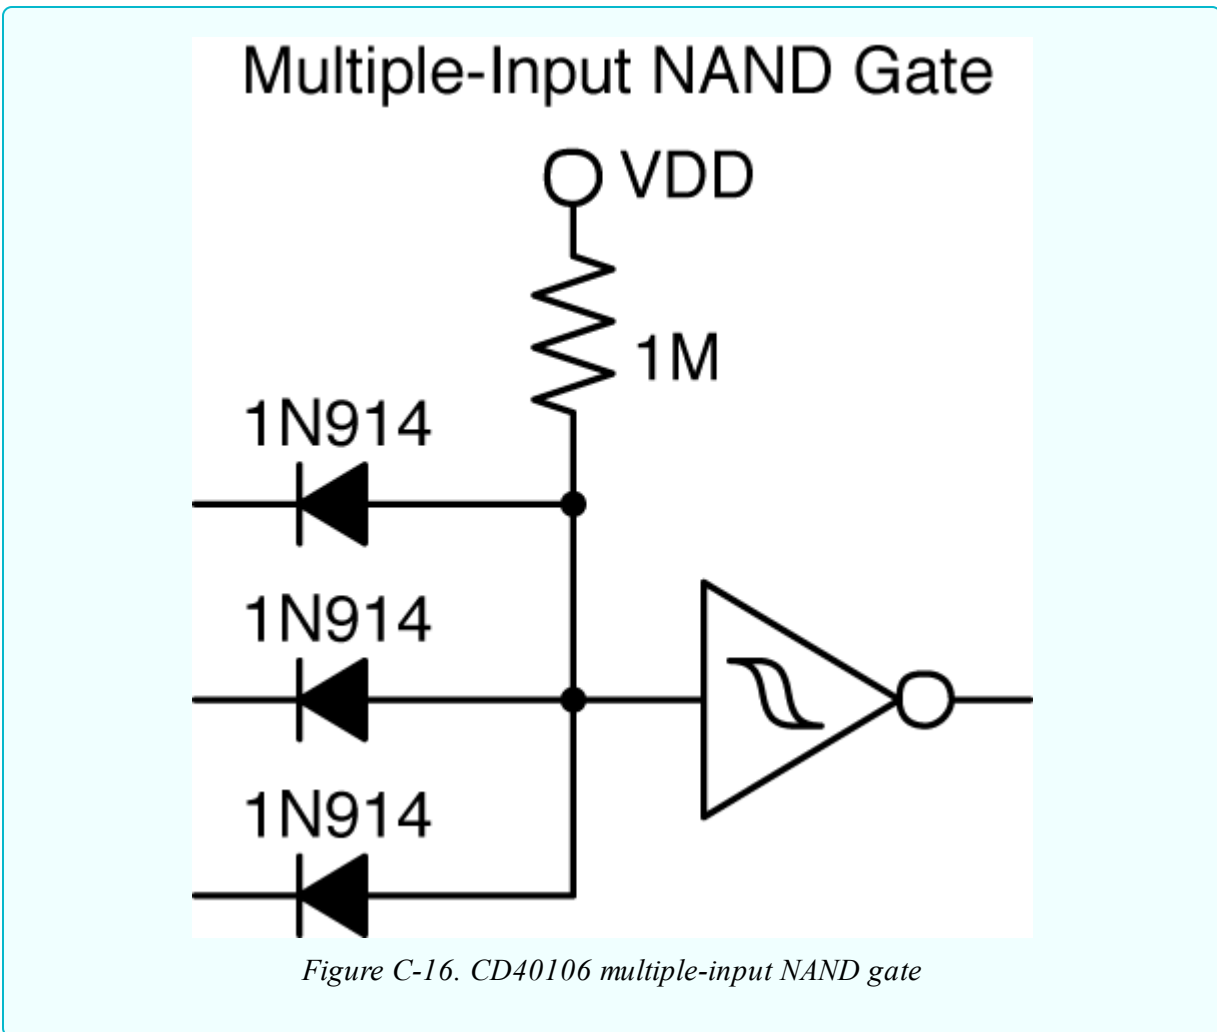 Multiple-Input NAND Gate
VDD
1M
1N914
1N914
1N914
Figure C-16. CD40106 multiple-input NAND gate